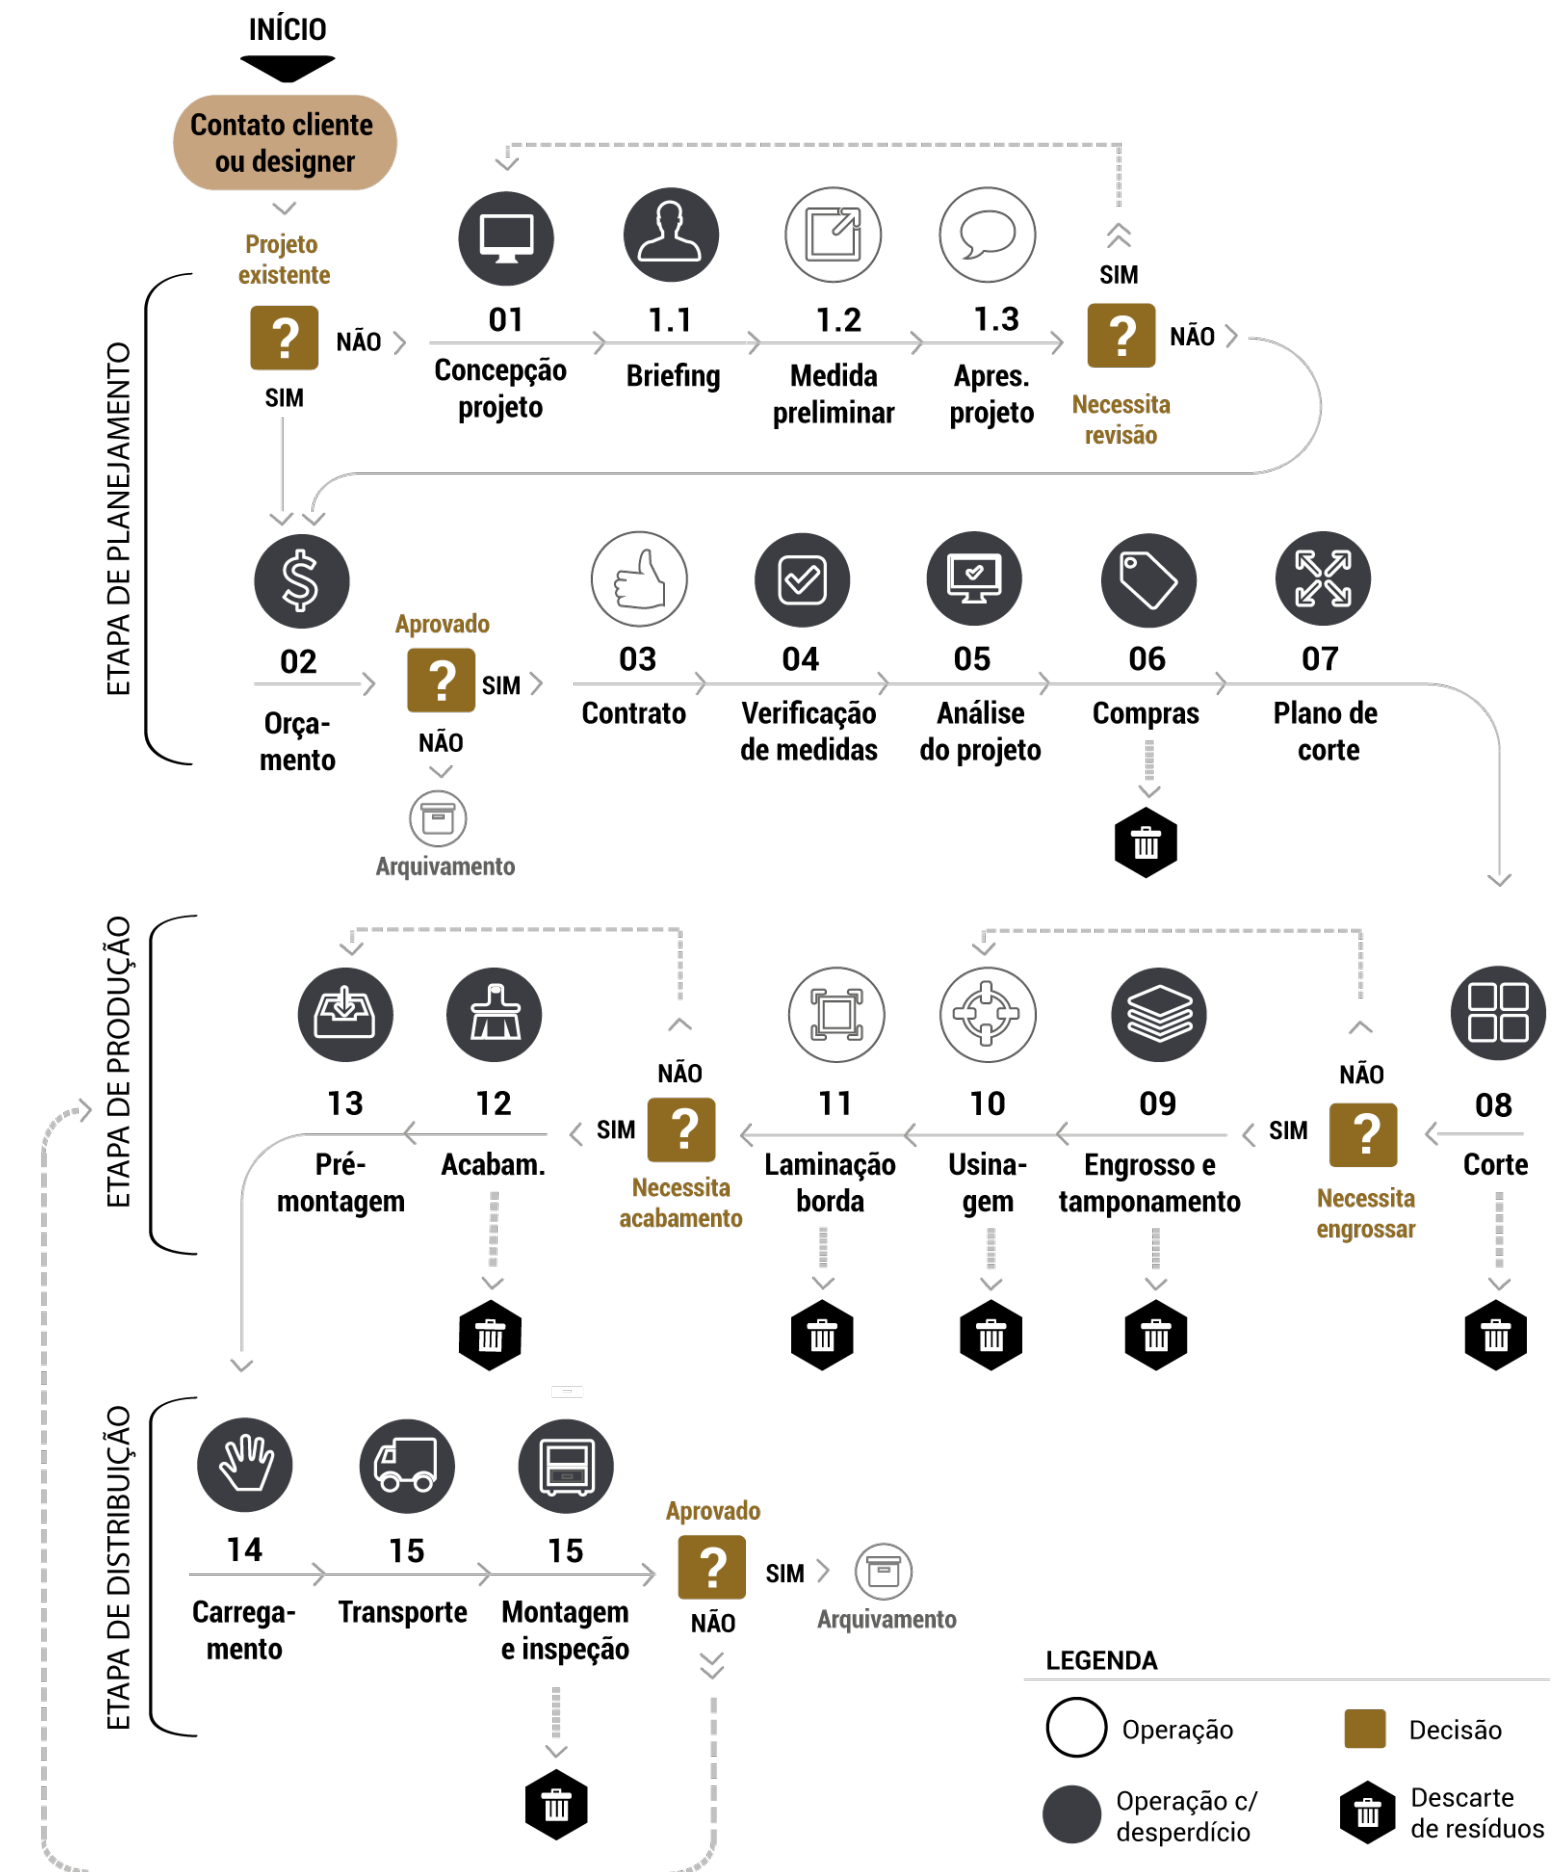 INÍCIO
Contato cliente
ou designer
Projeto
existente
?
NÃO
SIM
01
Concepção
projeto
1.1
Briefing
1.2
Medida
preliminar
1.3
Apres.
projeto
SIM
?
NÃO
Necessita
revisão
ETAPA DE PLANEJAMENTO
$
02
Orça-
mento
Aprovado
?
SIM
NÃO
Arquivamento
03
Contrato
04
Verificação
de medidas
05
Análise
do projeto
06
Compras
07
Plano de
corte
ETAPA DE PRODUÇÃO
13
Pré-
montagem
12
Acabam.
NÃO
SIM
?
Necessita
acabamento
11
Laminação
borda
10
Usina-
gem
09
Engrosso e
tamponamento
NÃO
SIM
?
Necessita
engrossar
08
Corte
ETAPA DE DISTRIBUIÇÃO
14
Carrega-
mento
15
Transporte
15
Montagem
e inspeção
Aprovado
?
SIM
NÃO
Arquivamento
LEGENDA
Operação
Decisão
Operação c/
desperdício
Descarte
de resíduos